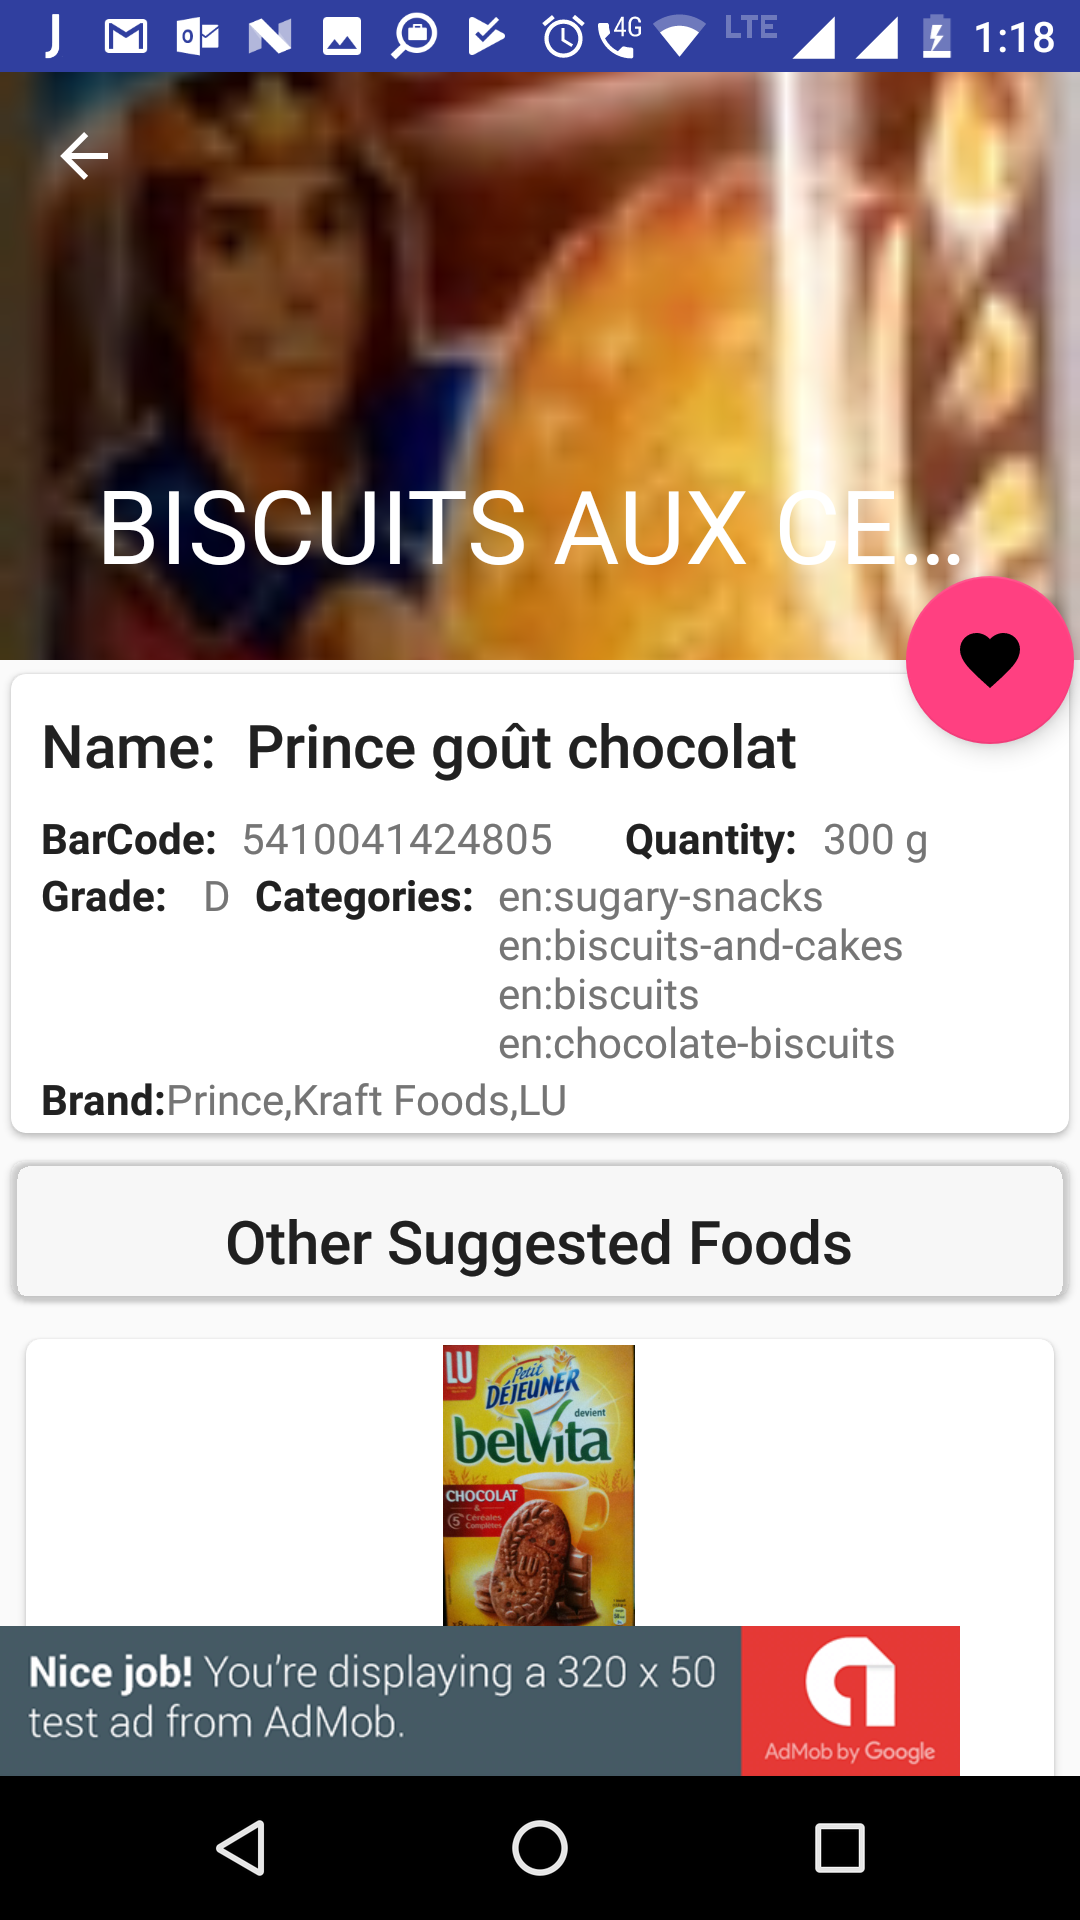 4G LTE 1:18
BISCUITS AUX CE...
Name: Prince goût chocolat
BarCode: 5410041424805 Quantity: 300 g
Grade: D Categories: en:sugary-snacks
en:biscuits-and-cakes
en:biscuits
en:chocolate-biscuits
Brand:Prince,Kraft Foods,LU
Other Suggested Foods
LU
Petit
DÉJEUNER
devient
belVita
CHOCOLAT
&
5 Céréales
Complètes
Nice job! You're displaying a 320 x 50
test ad from AdMob.
AdMob by Google